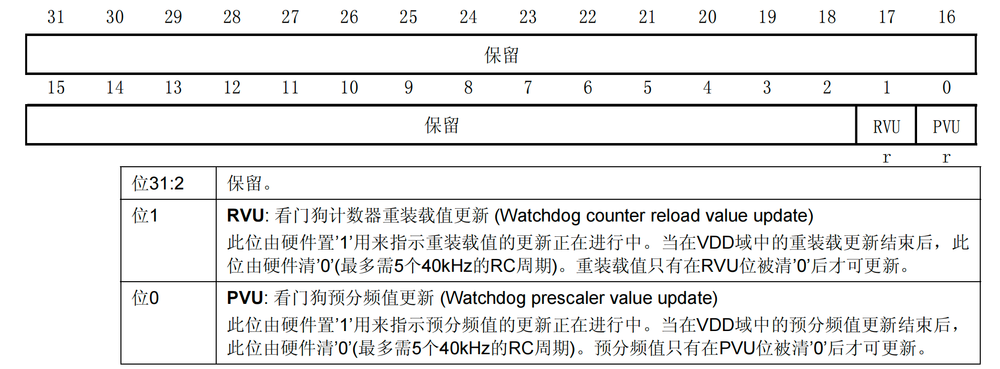 31 30 29 28 27 26 25 24 23 22 21 20 19 18 17 16
保留
15 14 13 12 11 10 9 8 7 6 5 4 3 2 1 0
保留 RVU PVU
r r
位31:2 保留。
位1 RVU: 看门狗计数器重装载值更新 (Watchdog counter reload value update)
此位由硬件置’1’用来指示重装载值的更新正在进行中。当在VDD域中的重装载更新结束后，此
位由硬件清’0’(最多需5个40kHz的RC周期)。重装载值只有在RVU位被清’0’后才可更新。
位0 PVU: 看门狗预分频值更新 (Watchdog prescaler value update)
此位由硬件置’1’用来指示预分频值的更新正在进行中。当在VDD域中的预分频值更新结束后，
此位由硬件清’0’(最多需5个40kHz的RC周期)。预分频值只有在PVU位被清’0’后才可更新。